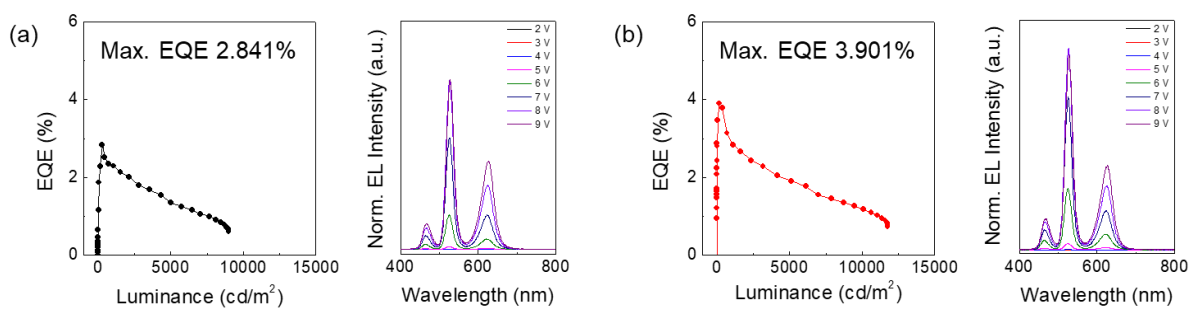 (a)
Max. EQE 2.841%
EQE (%)
6
4
2
0
0 5000 10000 15000
Luminance (cd/m²)
Norm. EL Intensity (a.u.)
2 V
3 V
4 V
5 V
6 V
7 V
8 V
9 V
400 600 800
Wavelength (nm)
(b)
Max. EQE 3.901%
EQE (%)
6
4
2
0
0 5000 10000 15000
Luminance (cd/m²)
Norm. EL Intensity (a.u.)
2 V
3 V
4 V
5 V
6 V
7 V
8 V
9 V
400 600 800
Wavelength (nm)